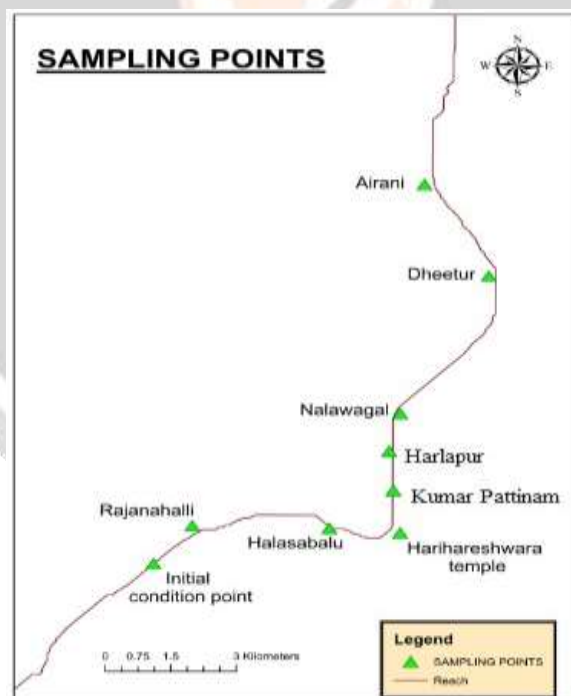 SAMPLING POINTS
N
W E
S
Airani
Dheetur
Nalawagal
Harlapur
Kumar Pattinam
Rajanahalli
Halasabalu
Harihareshwara
temple
Initial
condition point
0 0.75 1.5 3 Kilometers
Legend
SAMPLING POINTS
Reach